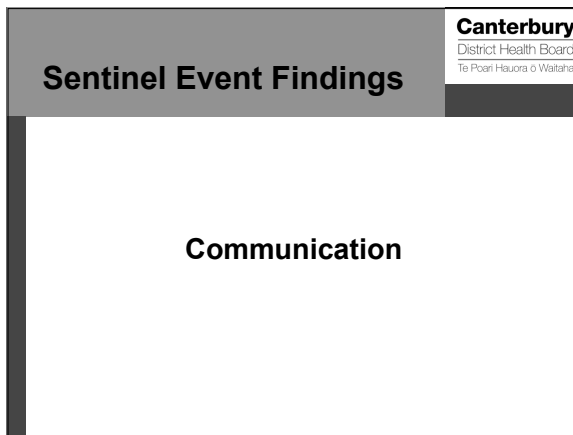 Sentinel Event Findings
Canterbury
District Health Board
Te Poari Hauora ō Waitaha
Communication